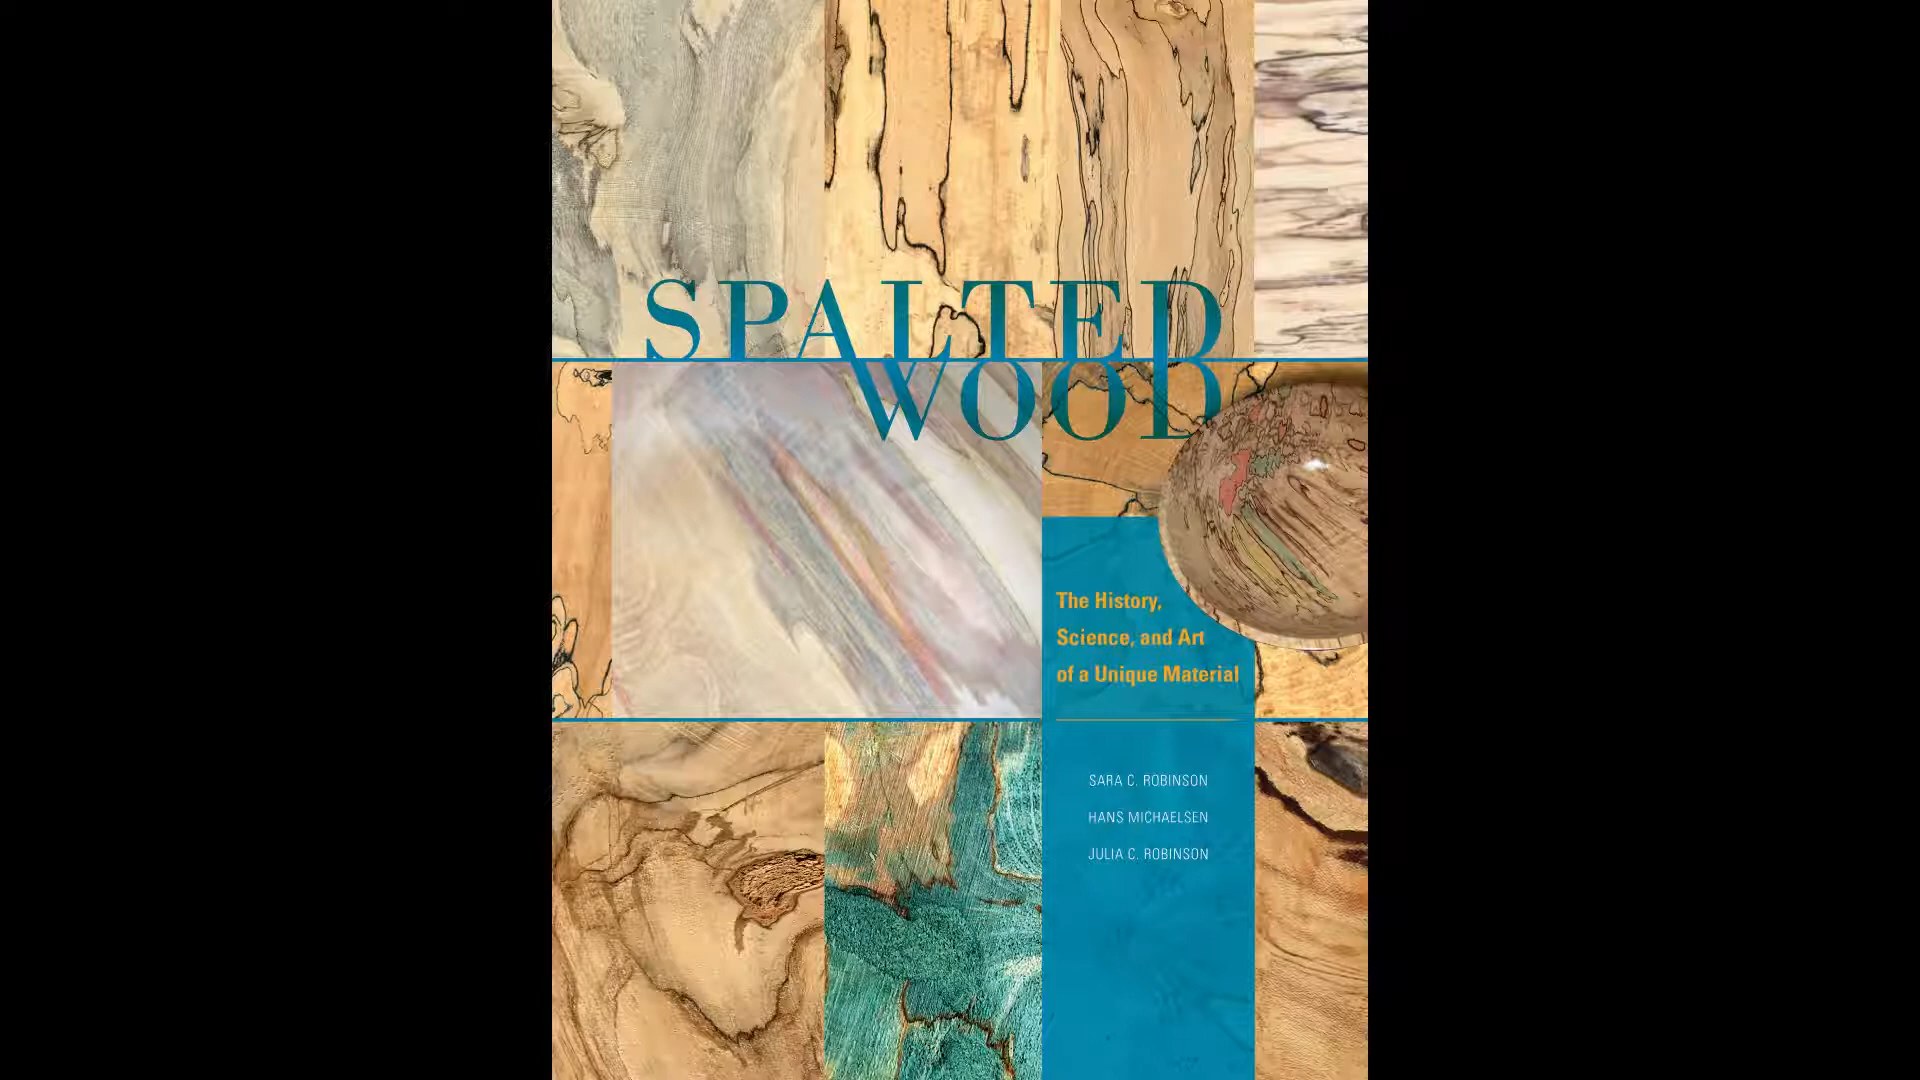 SPALTED
WOOD
The History,
Science, and Art
of a Unique Material
SARA C. ROBINSON
HANS MICHAELSEN
JULIA C. ROBINSON